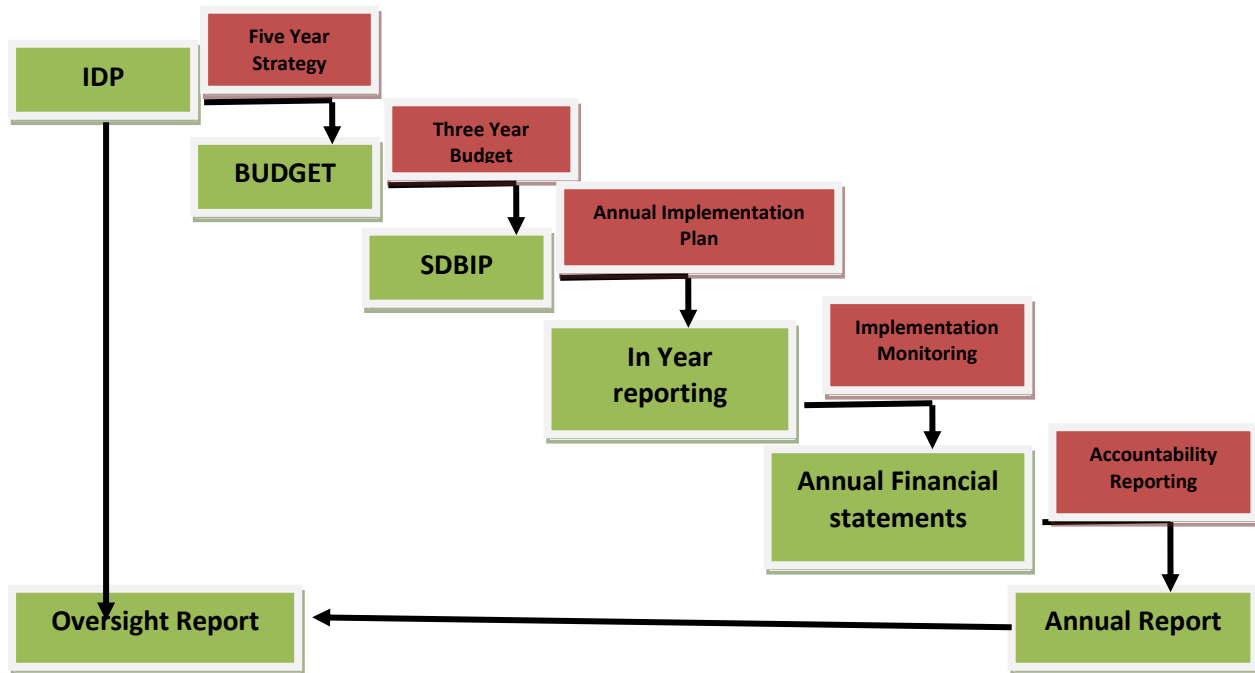 Five Year
Strategy
IDP
Three Year
Budget
BUDGET
Annual Implementation
Plan
SDBIP
Implementation
Monitoring
In Year
reporting
Accountability
Reporting
Annual Financial
statements
Oversight Report
Annual Report